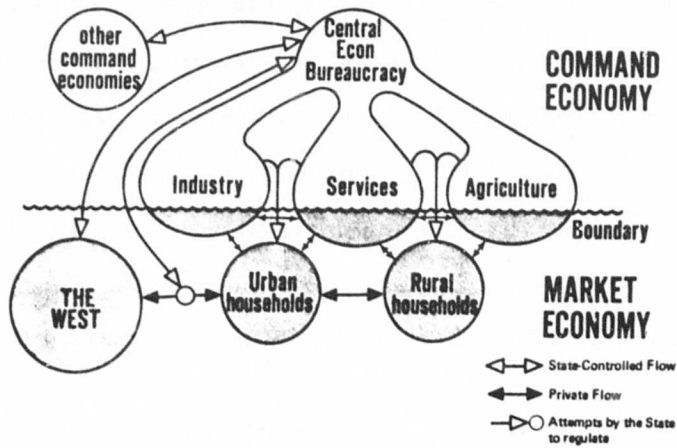 other
command
economies
Central
Econ
Bureaucracy
COMMAND
ECONOMY
Industry
Services
Agriculture
Boundary
THE
WEST
Urban
households
Rural
households
MARKET
ECONOMY
State-Controlled Flow
Private Flow
Attempts by the State
to regulate